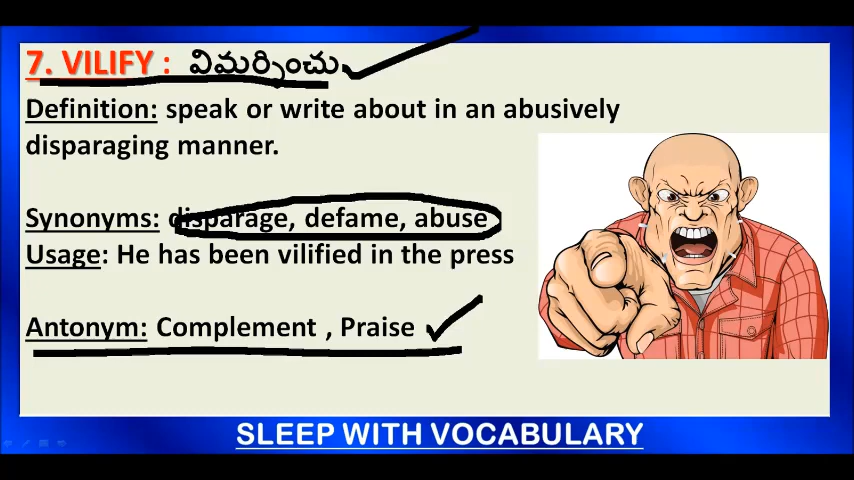 7. VILIFY : విమర్సించు
Definition: speak or write about in an abusively
disparaging manner.
Synonyms: disparage, defame, abuse
Usage: He has been vilified in the press
Antonym: Complement , Praise
SLEEP WITH VOCABULARY